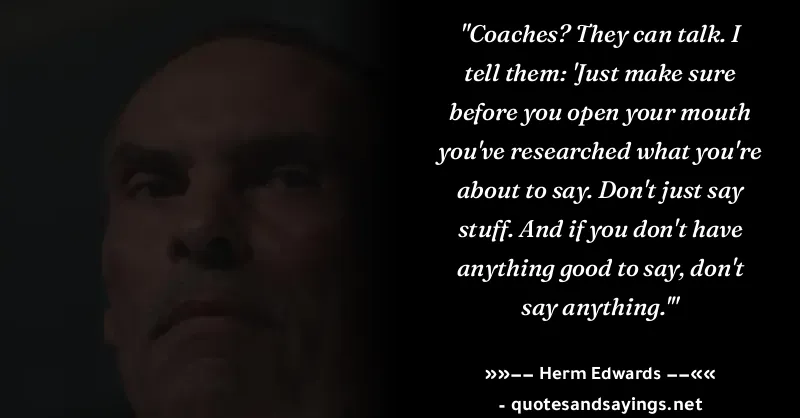 "Coaches? They can talk. I
tell them: 'Just make sure
before you open your mouth
you've researched what you're
about to say. Don't just say
stuff. And if you don't have
anything good to say, don't
say anything.'"
»»−− Herm Edwards −−««
- quotesandsayings.net